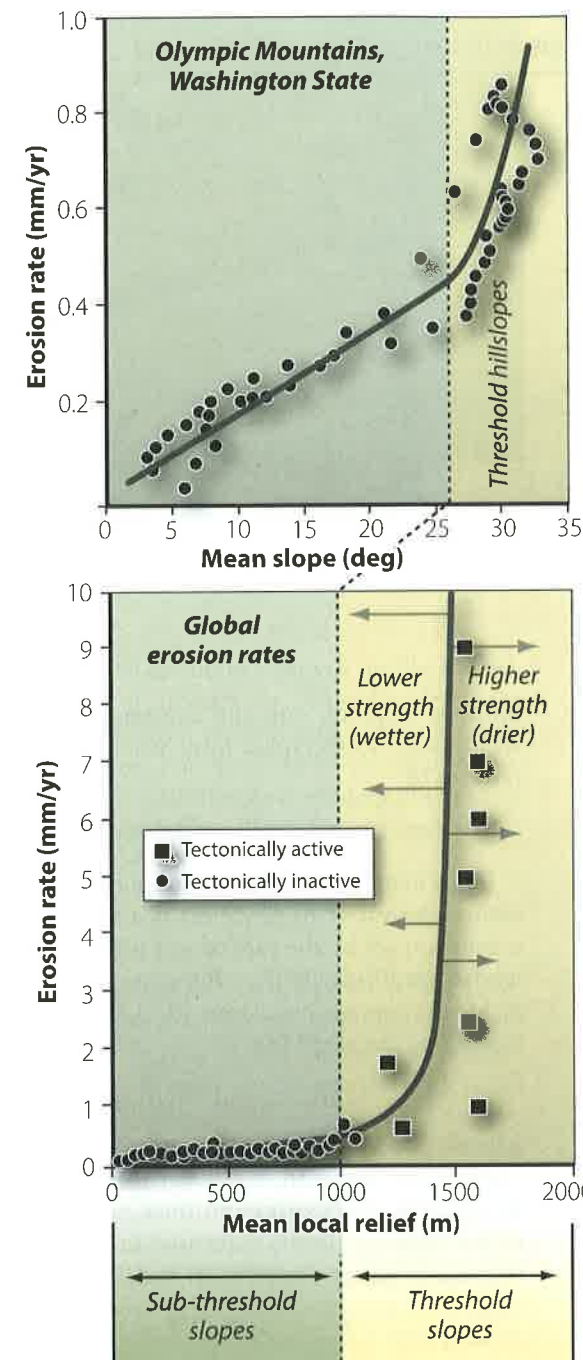 Olympic Mountains,
Washington State
Erosion rate (mm/yr)
1.0
0.8
0.6
0.4
0.2
Threshold hillslopes
0 5 10 15 20 25 30 35
Mean slope (deg)
Global
erosion rates
Lower
strength
(wetter)
Higher
strength
(drier)
Erosion rate (mm/yr)
10
9
8
7
6
5
4
3
2
1
0
Tectonically active
Tectonically inactive
0 500 1000 1500
Mean local relief (m)
Sub-threshold
slopes
Threshold
slopes